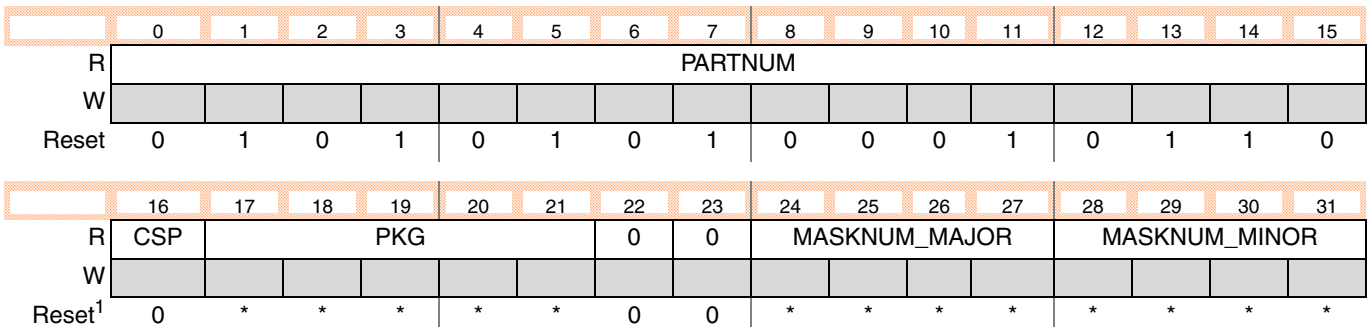 0 1 2 3 4 5 6 7 8 9 10 11 12 13 14 15
R PARTNUM
W
Reset 0 1 0 1 0 1 0 1 0 0 0 1 0 1 1 0
16 17 18 19 20 21 22 23 24 25 26 27 28 29 30 31
R CSP PKG 0 0 MASKNUM_MAJOR MASKNUM_MINOR
W
Reset1 0 * * * * * 0 0 * * * * * * * *